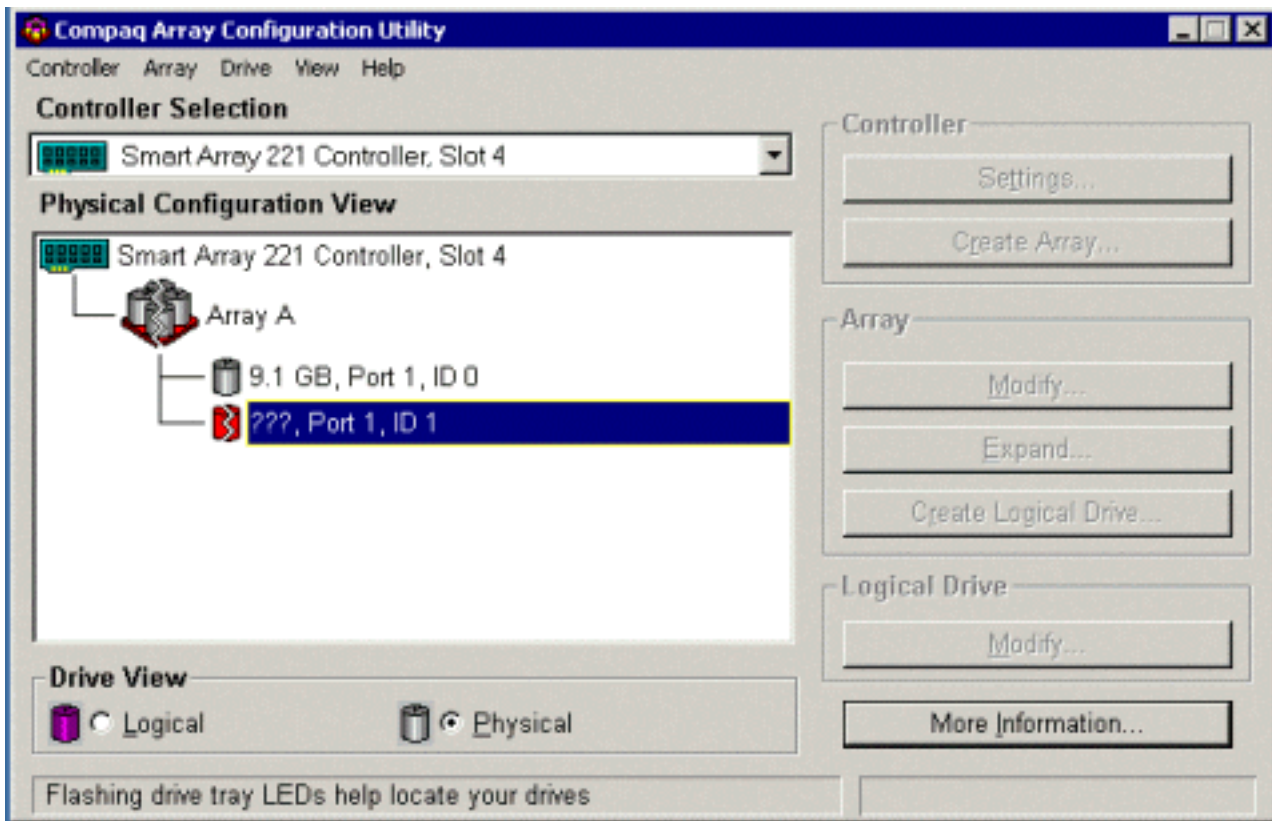 Compaq Array Configuration Utility
Controller Array Drive View Help
Controller Selection
Smart Array 221 Controller, Slot 4
Physical Configuration View
Smart Array 221 Controller, Slot 4
Array A
9.1 GB, Port 1, ID 0
???, Port 1, ID 1
Drive View
Logical
Physical
Controller
Settings...
Create Array...
Array
Modify...
Expand...
Create Logical Drive...
Logical Drive
Modify...
More Information...
Flashing drive tray LEDs help locate your drives